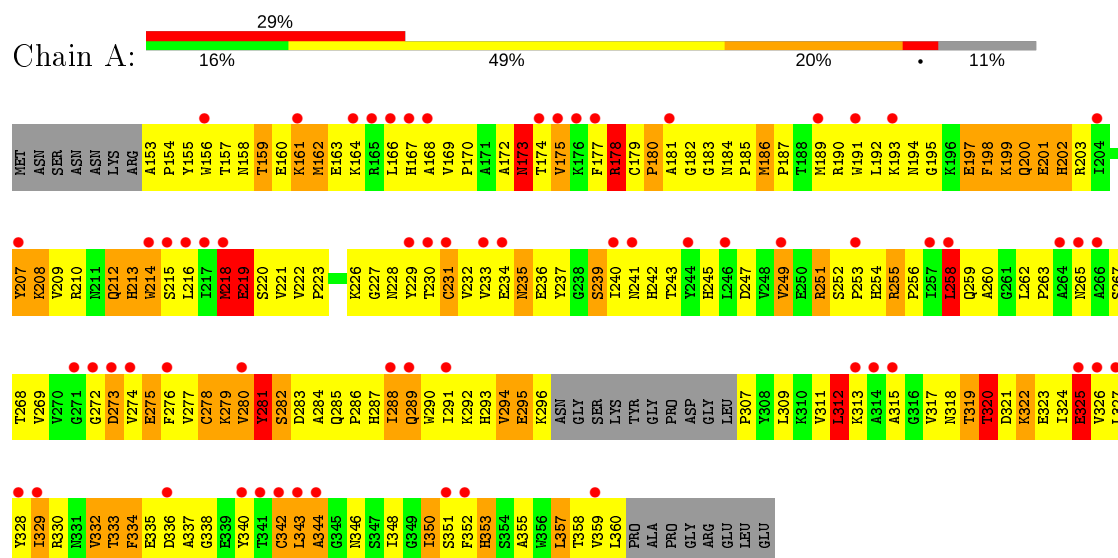 29%
Chain A:
16% 49% 20% • 11%
MET ASN SER ASN ASN LYS ARG A153 P154 Y155 W156 T157 N158 T159 E160 K161 M162 E163 K164 R165 L166 H167 A168 V169 P170 A171 A172 N173 T174 V175 K176 F177 R178 C179 P180 A181 G182 G183 N184 P185 M186 P187 T188 M189 R190 W191 L192 K193 N194 G195 K196 E197 F198 K199 Q200 E201 H202 R203 I204
Y207 K208 V209 R210 N211 Q212 H213 W214 S215 L216 I217 M218 E219 S220 V221 V222 P223 K226 G227 N228 Y229 T230 C231 V232 V233 E234 N235 E236 Y237 G238 S239 I240 N241 H242 T243 Y244 H245 L246 D247 V248 V249 E250 R251 S252 P253 H254 R255 P256 I257 L258 Q259 A260 G261 L262 P263 A264 N265 A266 S267
T268 V269 V270 G271 G272 D273 V274 E275 F276 V277 C278 K279 V280 Y281 S282 D283 A284 Q285 P286 H287 I288 Q289 W290 I291 K292 H293 V294 E295 K296 ASN GLY SER LYS TYR GLY PRO ASP GLY LEU P307 Y308 L309 K310 V311 L312 K313 A314 A315 G316 V317 N318 T319 T320 D321 K322 E323 I324 E325 V326 L327
Y328 I329 R330 N331 V332 T333 F334 E335 D336 A337 G338 E339 Y340 T341 C342 L343 A344 G345 N346 S347 I348 G349 I350 S351 F352 H353 S354 A355 W356 L357 T358 V359 L360 PRO ALA PRO GLY ARG GLU LEU GLU